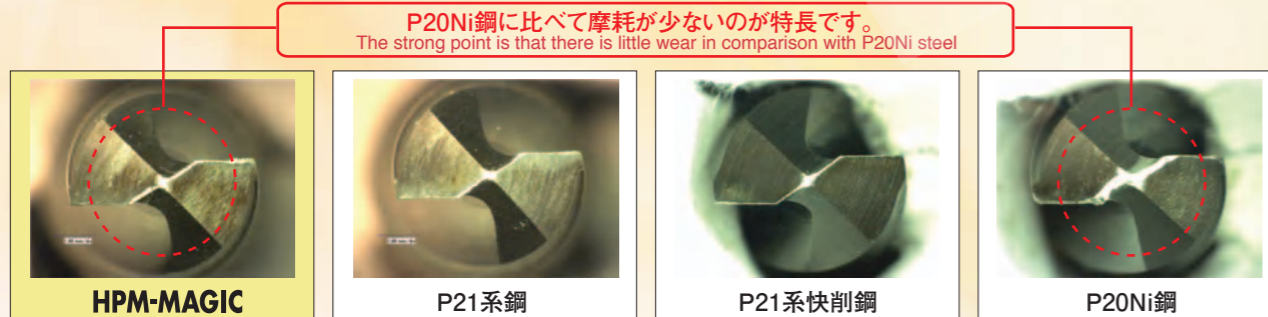 P20Ni鋼に比べて摩耗が少ないのが特長です。
The strong point is that there is little wear in comparison with P20Ni steel
HPM-MAGIC
P21系鋼
P21系快削鋼
P20Ni鋼